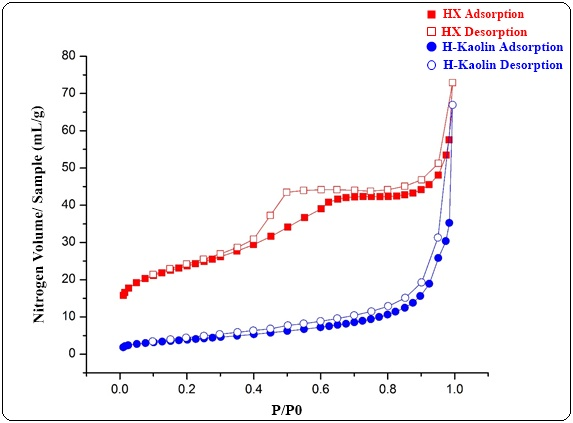 HX Adsorption
HX Desorption
H-Kaolin Adsorption
H-Kaolin Desorption
80
70
60
50
40
30
20
10
0
Nitrogen Volume/ Sample (mL/g)
0.0 0.2 0.4 0.6 0.8 1.0
P/P0